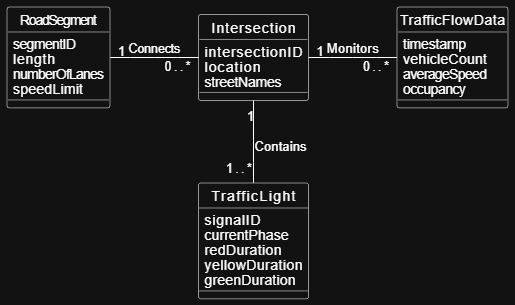 RoadSegment
segmentID
length
numberOfLanes
speedLimit
1 Connects
0..*
Intersection
intersectionID
location
streetNames
1 Monitors
0..*
TrafficFlowData
timestamp
vehicleCount
averageSpeed
occupancy
1
Contains
1..*
TrafficLight
signalID
currentPhase
redDuration
yellowDuration
greenDuration